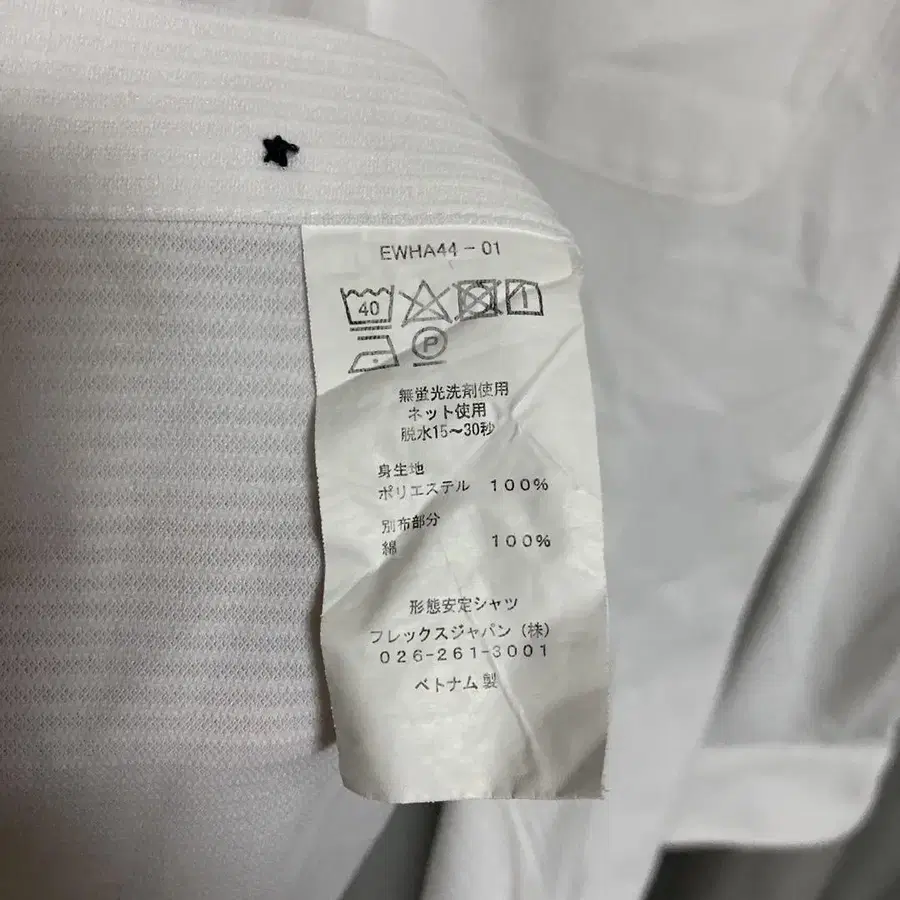 EWHA44-01
40
P
無蛍光洗剤使用
ネット使用
脱水15～30秒
身生地
ポリエステル 100%
別布部分
綿 100%
形態安定シャツ
フレックスジャパン(株)
026-261-3001
ベトナム製